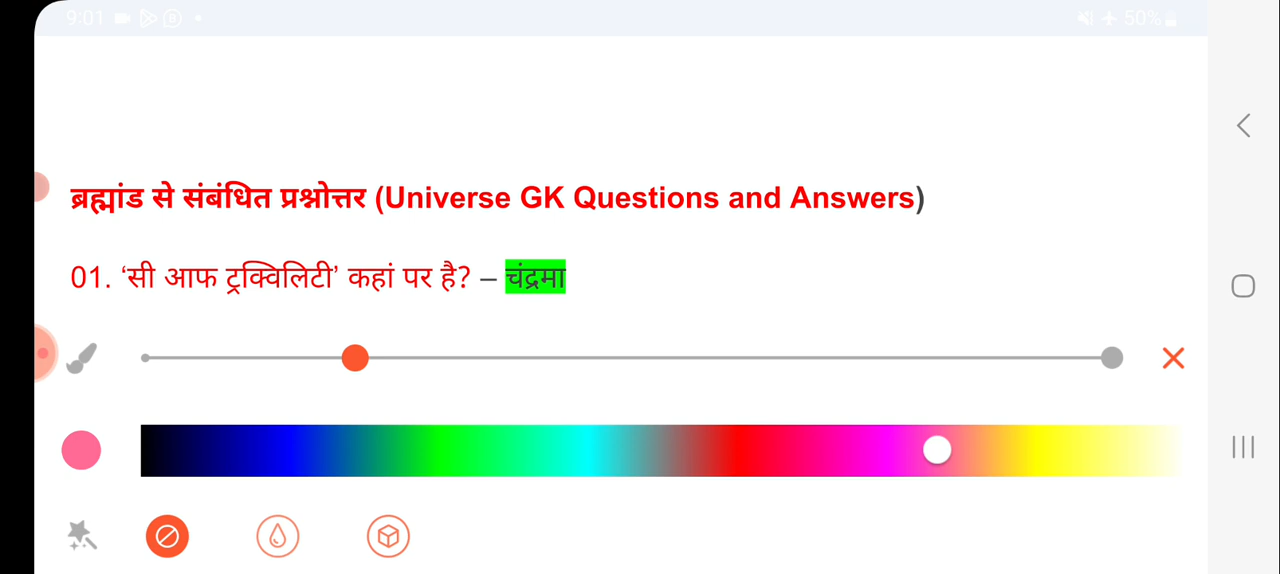 9:01
50%
ब्रह्मांड से संबंधित प्रश्नोत्तर (Universe GK Questions and Answers)
01. ‘सी आफ ट्रक्विलिटी’ कहां पर है? – चंद्रमा